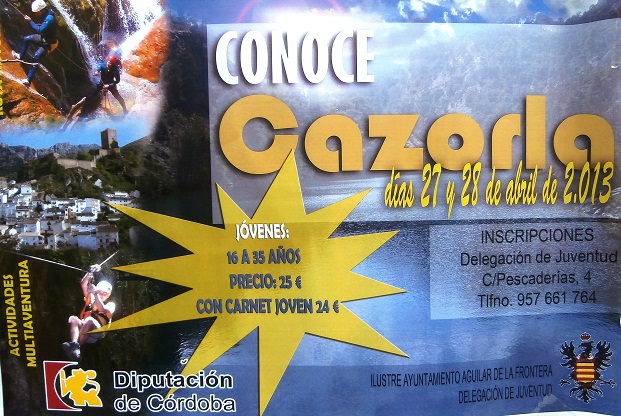 CONOCE
Cazorla
días 27 y 28 de abril de 2.013
JÓVENES:
16 A 35 AÑOS
PRECIO: 25 €
CON CARNET JOVEN 24 €
INSCRIPCIONES
Delegación de Juventud
C/Pescaderías, 4
Tlfno. 957 661 764
ACTIVIDADES
MULTIAVENTURA
Diputación
de Córdoba
ILUSTRE AYUNTAMIENTO AGUILAR DE LA FRONTERA
DELEGACIÓN DE JUVENTUD